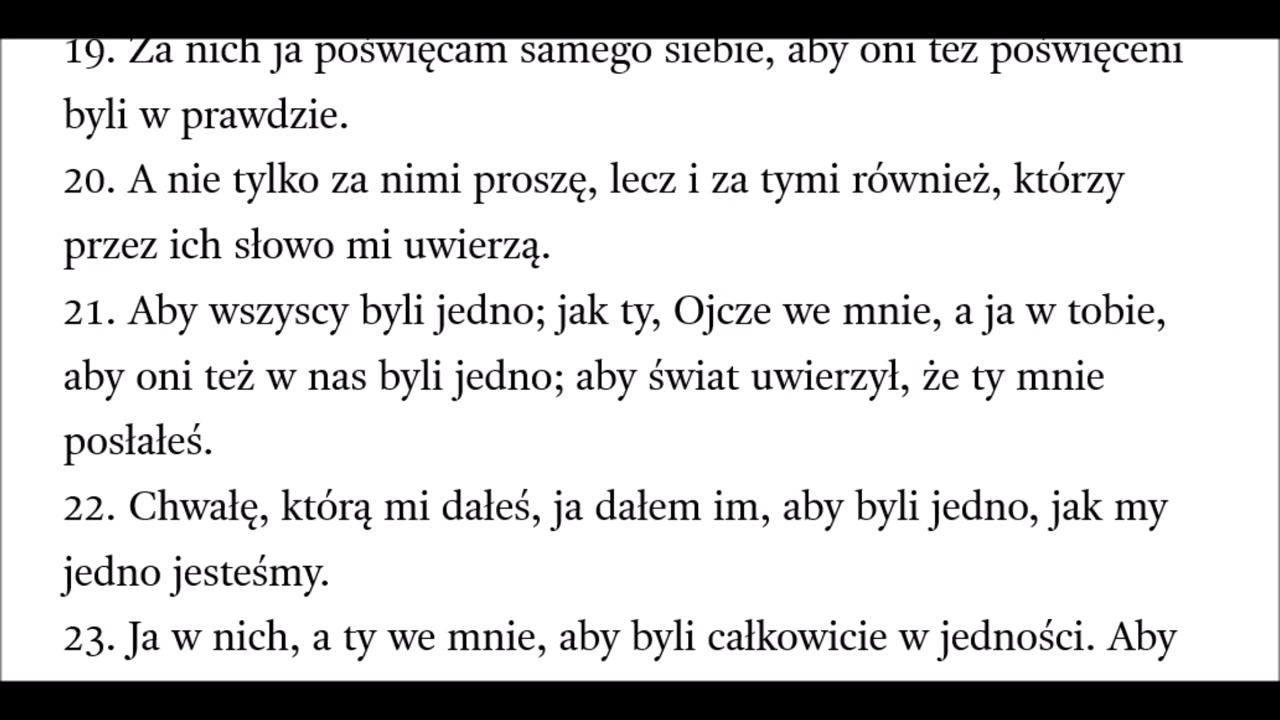 19. Za nich ja poświęcam samego siebie, aby oni też poświęceni
byli w prawdzie.
20. A nie tylko za nimi proszę, lecz i za tymi również, którzy
przez ich słowo mi uwierzą.
21. Aby wszyscy byli jedno; jak ty, Ojcze we mnie, a ja w tobie,
aby oni też w nas byli jedno; aby świat uwierzył, że ty mnie
posłałeś.
22. Chwałę, którą mi dałeś, ja dałem im, aby byli jedno, jak my
jedno jesteśmy.
23. Ja w nich, a ty we mnie, aby byli całkowicie w jedności. Aby